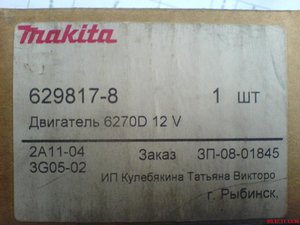 makita
629817-8 1 шт
Двигатель 6270D 12 V
2A11-04 Заказ ЗП-08-01845
3G05-02
ИП Кулебякина Татьяна Викторо
г. Рыбинск,